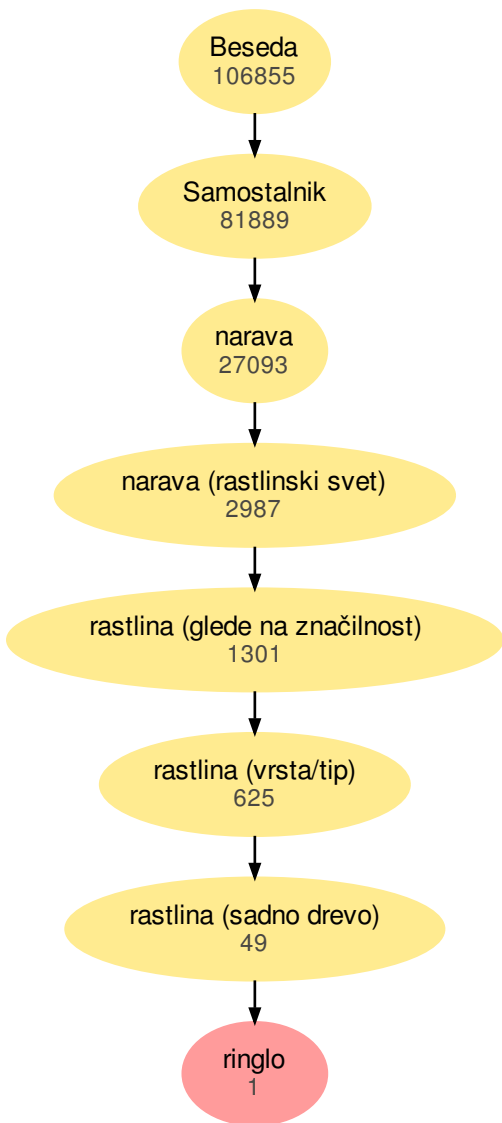 Beseda
106855
Samostalnik
81889
narava
27093
narava (rastlinski svet)
2987
rastlina (glede na značilnost)
1301
rastlina (vrsta/tip)
625
rastlina (sadno drevo)
49
ringlo
1